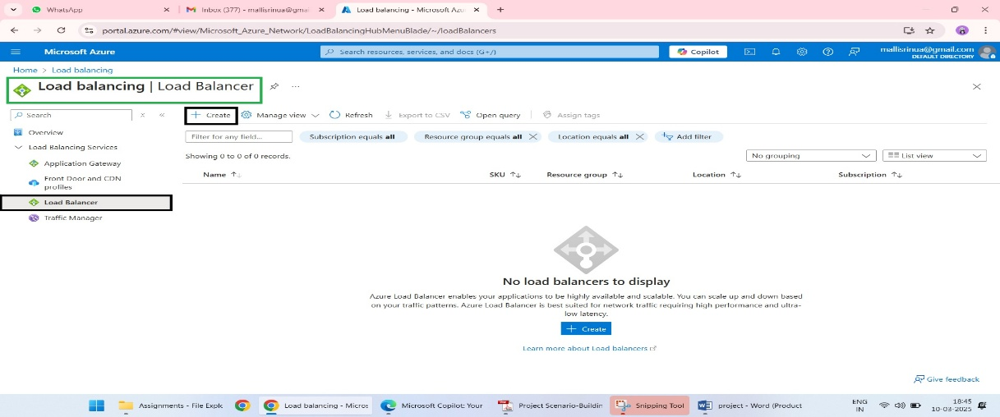 WhatsApp
Inbox (377) - mallisrinua@gmai
Load balancing - Microsoft Azu
portal.azure.com/#view/Microsoft_Azure_Network/LoadBalancingHubMenuBlade/~/loadBalancers
Microsoft Azure
Search resources, services, and docs (G+/)
Copilot
mallisrinua@gmail.com
DEFAULT DIRECTORY
Home > Load balancing
Load balancing | Load Balancer
Search
Create
Manage view
Refresh
Export to CSV
Open query
Assign tags
Overview
Load Balancing Services
Application Gateway
Front Door and CDN
profiles
Load Balancer
Traffic Manager
Filter for any field...
Subscription equals all
Resource group equals all
Location equals all
Add filter
Showing 0 to 0 of 0 records.
No grouping
List view
Name
SKU
Resource group
Location
Subscription
No load balancers to display
Azure Load Balancer enables your applications to be highly available and scalable. You can scale up and down based
on your traffic patterns. Azure Load Balancer is best suited for network traffic requiring high performance and ultra-
low latency.
Create
Learn more about Load balancers
Give feedback
Assignments - File Explo
Load balancing - Micros
Microsoft Copilot: Your
Project Scenario-Buildin
Snipping Tool
project - Word (Product
ENG
IN
18:45
10-03-2025